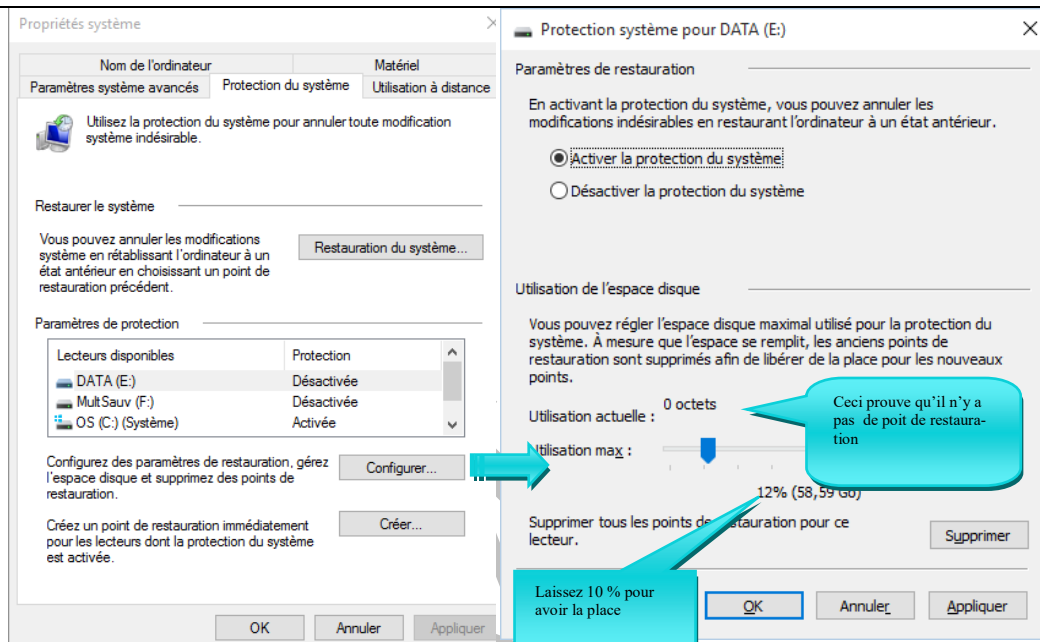 Propriétés système
Nom de l'ordinateur
Matériel
Paramètres système avancés
Protection du système
Utilisation à distance
Utilisez la protection du système pour annuler toute modification
système indésirable.
Restaurer le système
Vous pouvez annuler les modifications
système en rétablissant l'ordinateur à un
état antérieur en choisissant un point de
restauration précédent.
Restauration du système...
Paramètres de protection
Lecteurs disponibles
Protection
DATA (E:)
Désactivée
MultSauv (F:)
Désactivée
OS (C:) (Système)
Activée
Configurez des paramètres de restauration, gérez
l'espace disque et supprimez des points de
restauration.
Configurer...
Créez un point de restauration immédiatement
pour les lecteurs dont la protection du système
est activée.
Créer...
OK
Annuler
Appliquer
Protection système pour DATA (E:)
Paramètres de restauration
En activant la protection du système, vous pouvez annuler les
modifications indésirables en restaurant l'ordinateur à un état antérieur.
Activer la protection du système
Désactiver la protection du système
Utilisation de l'espace disque
Vous pouvez régler l'espace disque maximal utilisé pour la protection du
système. À mesure que l'espace se remplit, les anciens points de
restauration sont supprimés afin de libérer de la place pour les nouveaux
points.
Utilisation actuelle :
0 octets
Ceci prouve qu'il n'y a
pas de poit de restaura-
tion
Utilisation max :
12% (58,59 Go)
Supprimer tous les points de restauration pour ce
lecteur.
Supprimer
Laissez 10 % pour
avoir la place
OK
Annuler
Appliquer